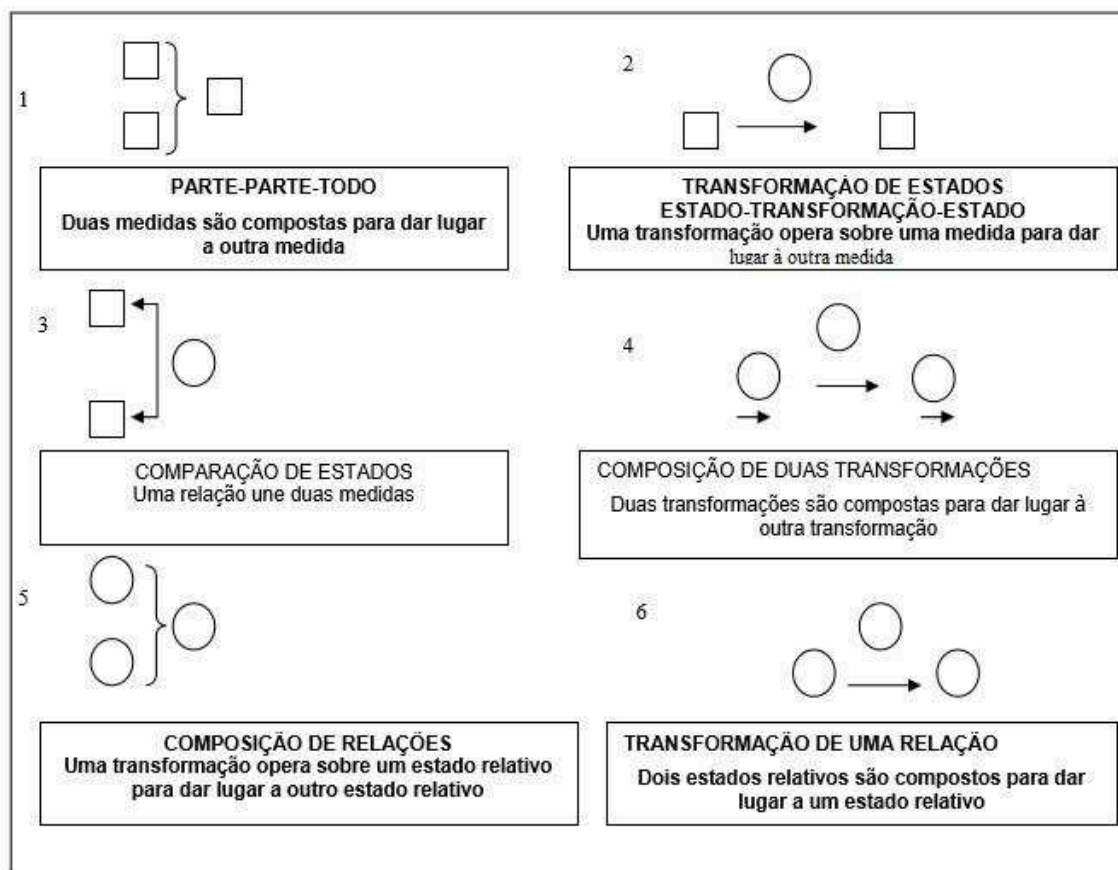 1
PARTE-PARTE-TODO
Duas medidas são compostas para dar lugar
a outra medida
2
TRANSFORMAÇÃO DE ESTADOS
ESTADO-TRANSFORMAÇÃO-ESTADO
Uma transformação opera sobre uma medida para dar
lugar à outra medida
3
COMPARAÇÃO DE ESTADOS
Uma relação une duas medidas
4
COMPOSIÇÃO DE DUAS TRANSFORMAÇÕES
Duas transformações são compostas para dar lugar à
outra transformação
5
COMPOSIÇÃO DE RELAÇÕES
Uma transformação opera sobre um estado relativo
para dar lugar a outro estado relativo
6
TRANSFORMAÇÃO DE UMA RELAÇÃO
Dois estados relativos são compostos para dar
lugar a um estado relativo